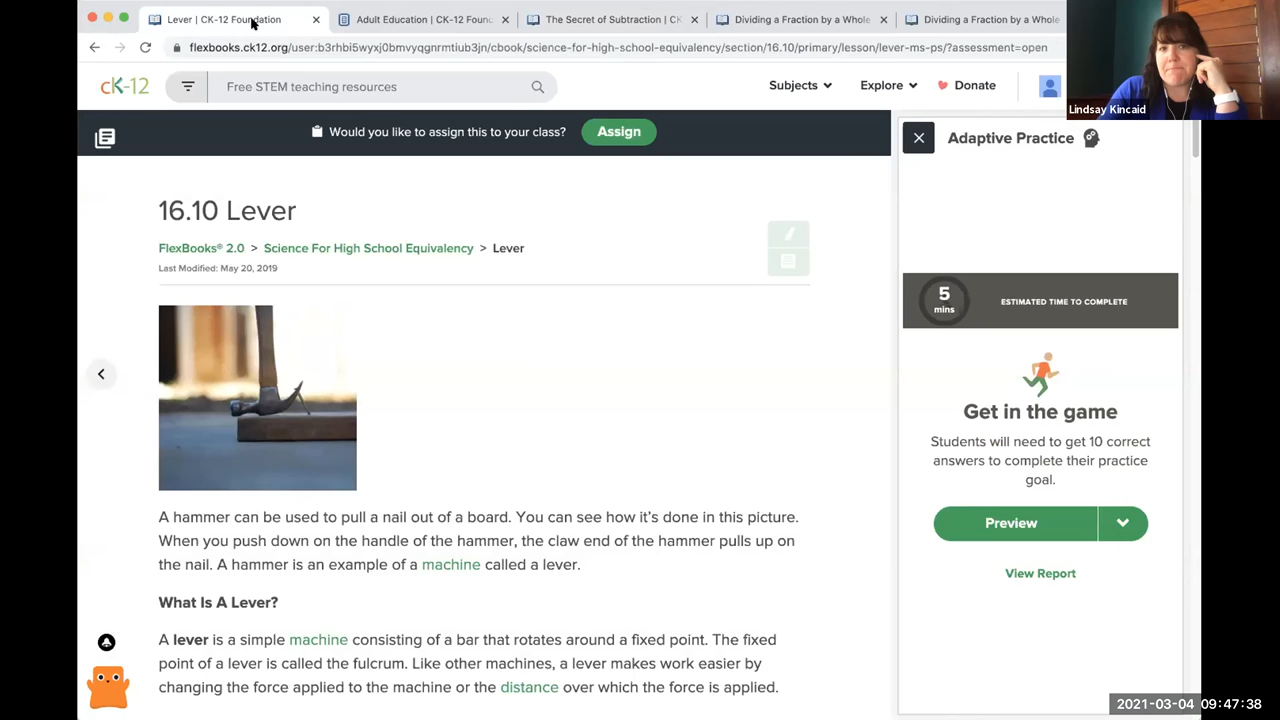 Lever | CK-12 Foundation
Adult Education | CK-12 Foun
The Secret of Subtraction | CK
Dividing a Fraction by a Whole
Dividing a Fraction by a Whole
flexbooks.ck12.org/user:b3rhbi5wyxj0bmvyqgnrmtiub3jn/cbook/science-for-high-school-equivalency/section/16.10/primary/lesson/lever-ms-ps/?assessment=open
Lindsay Kincaid
cK-12
Free STEM teaching resources
Subjects
Explore
Donate
Would you like to assign this to your class?
Assign
Adaptive Practice
16.10 Lever
FlexBooks® 2.0 > Science For High School Equivalency > Lever
Last Modified: May 20, 2019
5
mins
ESTIMATED TIME TO COMPLETE
Get in the game
Students will need to get 10 correct
answers to complete their practice
goal.
Preview
View Report
A hammer can be used to pull a nail out of a board. You can see how it's done in this picture.
When you push down on the handle of the hammer, the claw end of the hammer pulls up on
the nail. A hammer is an example of a machine called a lever.
What Is A Lever?
A lever is a simple machine consisting of a bar that rotates around a fixed point. The fixed
point of a lever is called the fulcrum. Like other machines, a lever makes work easier by
changing the force applied to the machine or the distance over which the force is applied.
2021-03-04 09:47:38